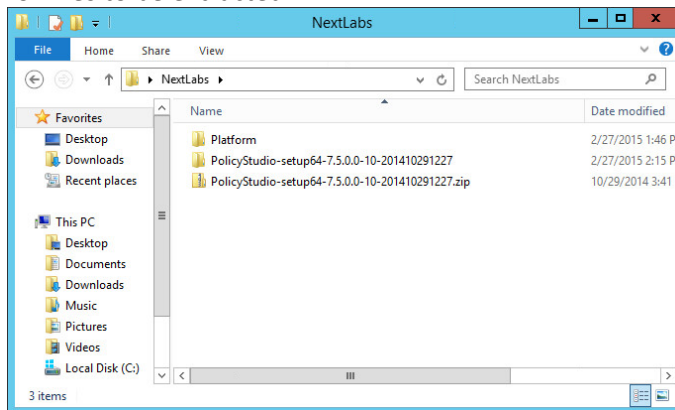 NextLabs
File Home Share View
NextLabs
Search NextLabs
Name Date modified
Favorites
Desktop
Downloads
Recent places
This PC
Desktop
Documents
Downloads
Music
Pictures
Videos
Local Disk (C:)
Platform 2/27/2015 1:46 P
PolicyStudio-setup64-7.5.0.0-10-201410291227 2/27/2015 2:15 P
PolicyStudio-setup64-7.5.0.0-10-201410291227.zip 10/29/2014 3:41
3 items